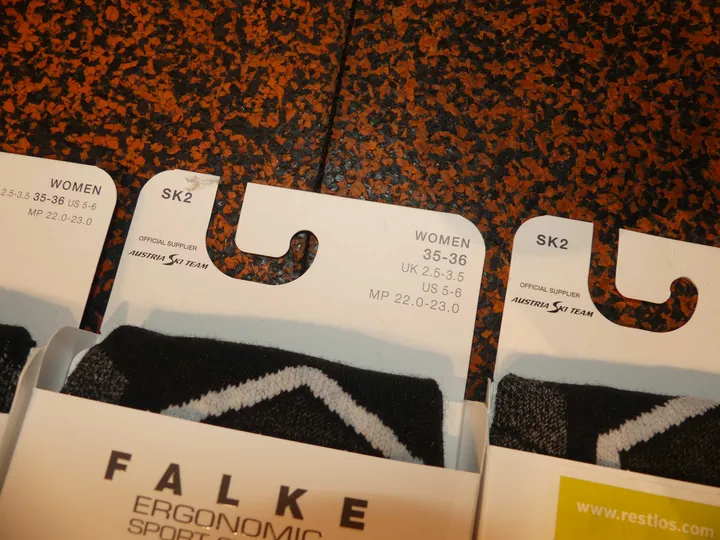 WOMEN
2.5-3.5 35-36 US 5-6
MP 22.0-23.0
SK2
OFFICIAL SUPPLIER
AUSTRIA SKI TEAM
WOMEN
35-36
UK 2.5-3.5
US 5-6
MP 22.0-23.0
FALKE
ERGONOMIC
SPORT
SK2
OFFICIAL SUPPLIER
AUSTRIA SKI TEAM
www.restlos.com